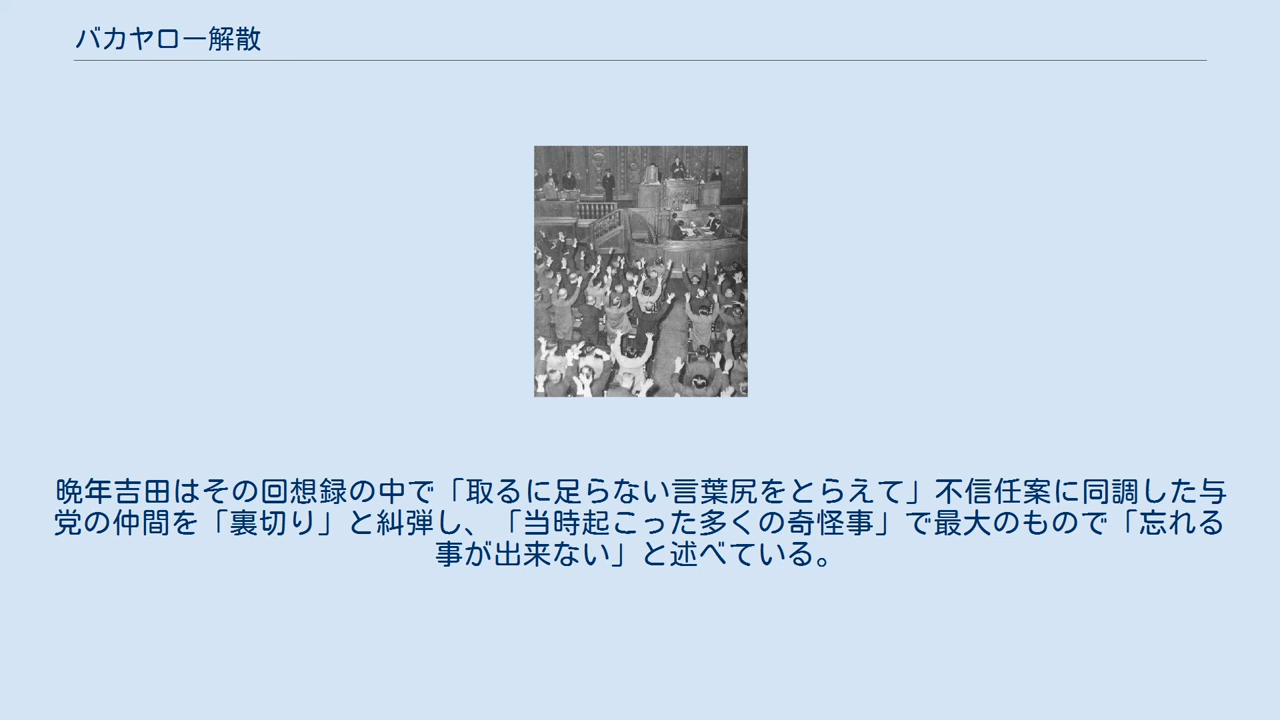 バカヤロー解散
晩年吉田はその回想録の中で「取るに足らない言葉尻をとらえて」不信任案に同調した与
党の仲間を「裏切り」と糾弾し、「当時起こった多くの奇怪事」で最大のもので「忘れる
事が出来ない」と述べている。